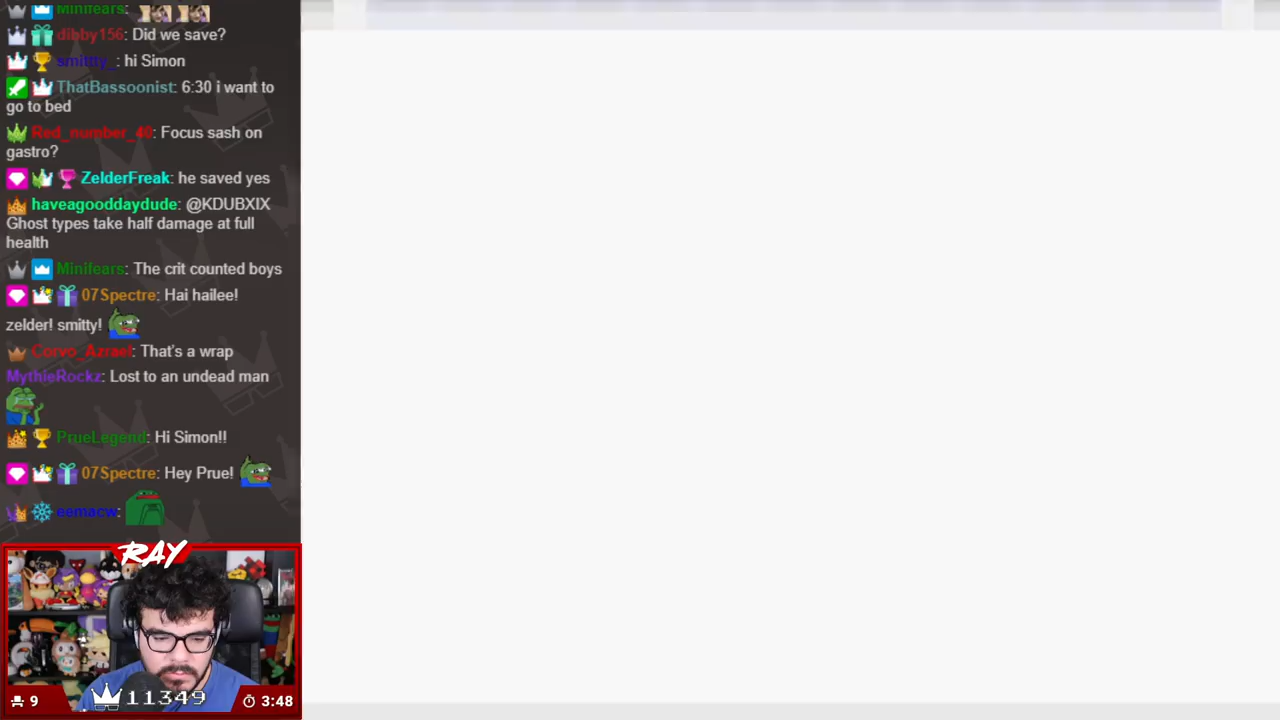 Minifears:
dibby156: Did we save?
smittty_: hi Simon
ThatBassoonist: 6:30 i want to
go to bed
Red_number_40: Focus sash on
gastro?
ZelderFreak: he saved yes
haveagooddaydude: @KDUBXIX
Ghost types take half damage at full
health
Minifears: The crit counted boys
07Spectre: Hai hailee!
zelder! smitty!
Corvo_Azrael: That's a wrap
MythieRockz: Lost to an undead man
PrueLegend: Hi Simon!!
07Spectre: Hey Prue!
eemacw:
RAY
9
11349
3:48